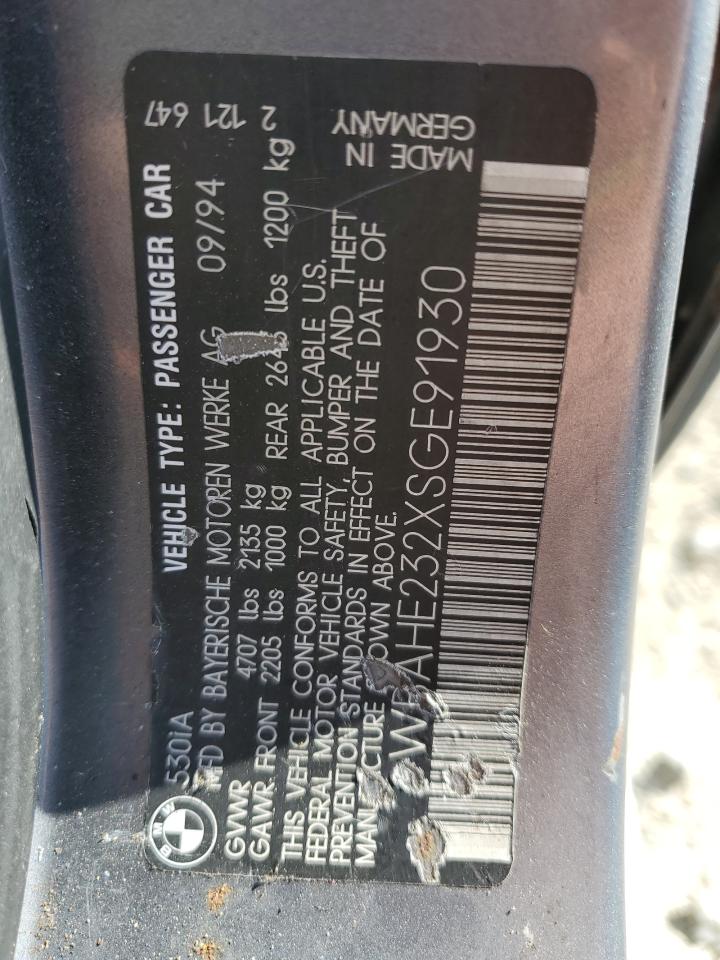 BMW
530iA
VEHICLE TYPE: PASSENGER CAR
2 121 647
MFD BY BAYERISCHE MOTOREN WERKE AG 09/94
GVWR 4707 lbs 2135 kg
GAWR FRONT 2205 lbs 1000 kg REAR lbs 1200 kg
THIS VEHICLE CONFORMS TO ALL APPLICABLE U.S.
FEDERAL MOTOR VEHICLE SAFETY, BUMPER AND THEFT
PREVENTION STANDARDS IN EFFECT ON THE DATE OF
MANUFACTURE SHOWN ABOVE.
MADE IN
GERMANY